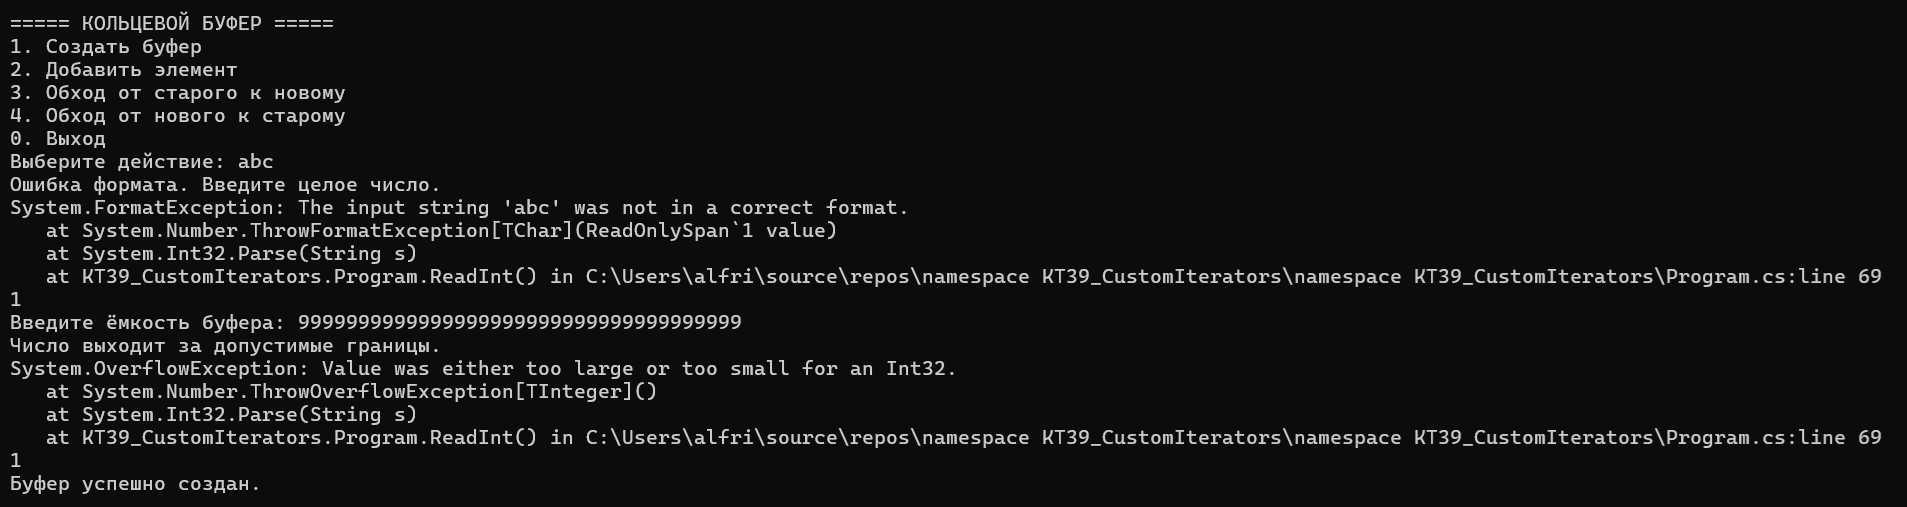 ===== КОЛЬЦЕВОЙ БУФЕР =====
1. Создать буфер
2. Добавить элемент
3. Обход от старого к новому
4. Обход от нового к старому
0. Выход
Выберите действие: abc
Ошибка формата. Введите целое число.
System.FormatException: The input string 'abc' was not in a correct format.
   at System.Number.ThrowFormatException[TChar](ReadOnlySpan`1 value)
   at System.Int32.Parse(String s)
   at KT39_CustomIterators.Program.ReadInt() in C:\Users\alfri\source\repos\namespace KT39_CustomIterators\namespace KT39_CustomIterators\Program.cs:line 69
1
Введите ёмкость буфера: 9999999999999999999999999999999999999
Число выходит за допустимые границы.
System.OverflowException: Value was either too large or too small for an Int32.
   at System.Number.ThrowOverflowException[TInteger]()
   at System.Int32.Parse(String s)
   at KT39_CustomIterators.Program.ReadInt() in C:\Users\alfri\source\repos\namespace KT39_CustomIterators\namespace KT39_CustomIterators\Program.cs:line 69
1
Буфер успешно создан.